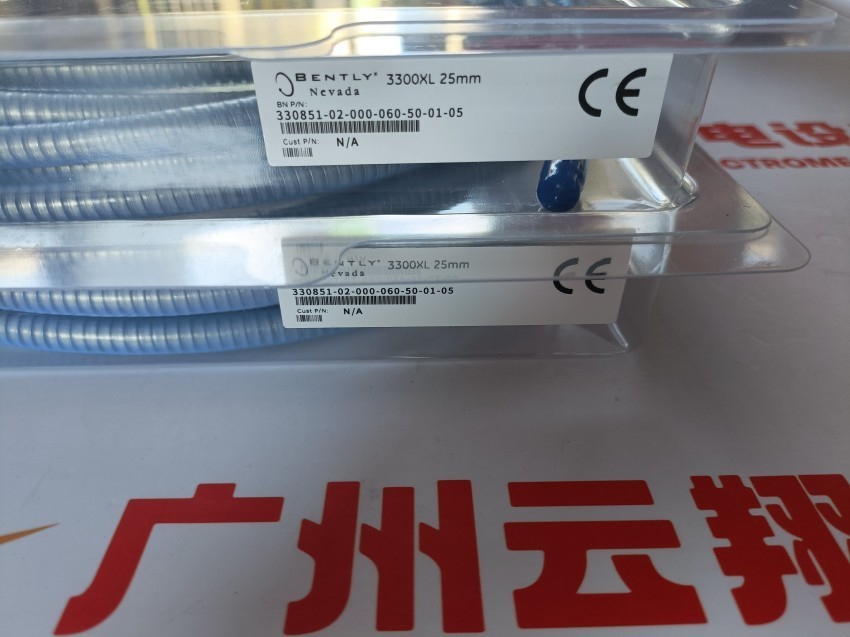 BENTLY 3300XL 25mm
Nevada
BN P/N:
330851-02-000-060-50-01-05
Cust P/N: N/A
CE
电设
CTROME
BENTLY 3300XL 25mm
Nevada
330851-02-000-060-50-01-05
Cust P/N: N/A
CE
广州云翔